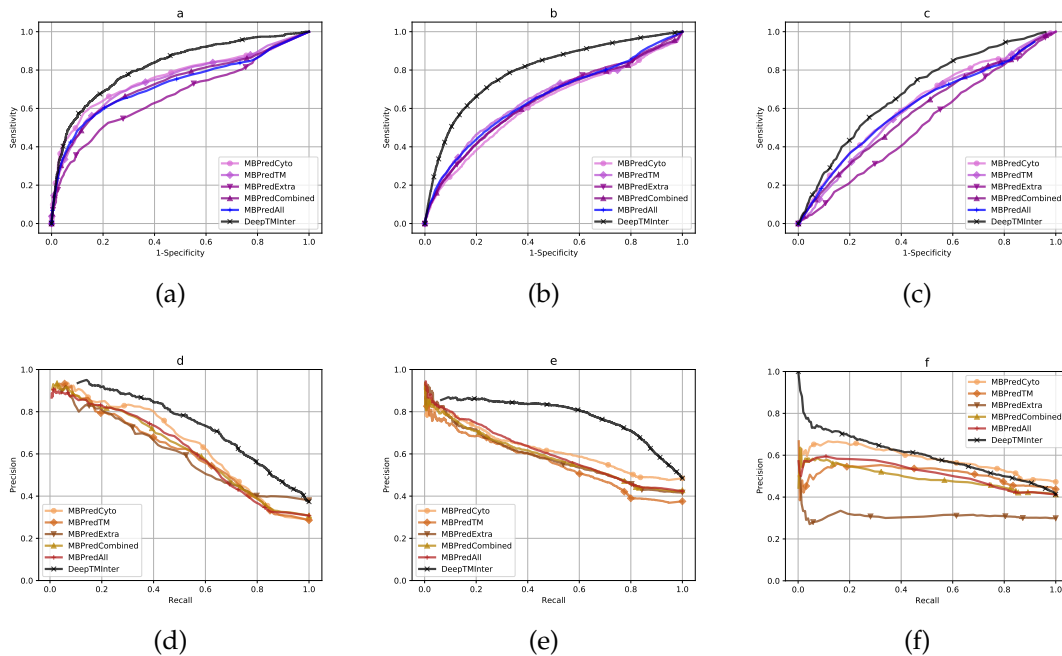 a
1.0
0.8
0.6
0.4
0.2
0.0
Sensitivity
0.0 0.2 0.4 0.6 0.8 1.0
1-Specificity
MBPredCyto
MBPredTM
MBPredExtra
MBPredCombined
MBPredAll
DeepTMInter
(a)
b
1.0
0.8
0.6
0.4
0.2
0.0
Sensitivity
0.0 0.2 0.4 0.6 0.8 1.0
1-Specificity
MBPredCyto
MBPredTM
MBPredExtra
MBPredCombined
MBPredAll
DeepTMInter
(b)
c
1.0
0.8
0.6
0.4
0.2
0.0
Sensitivity
0.0 0.2 0.4 0.6 0.8 1.0
1-Specificity
MBPredCyto
MBPredTM
MBPredExtra
MBPredCombined
MBPredAll
DeepTMInter
(c)
d
1.0
0.8
0.6
0.4
0.2
0.0
Precision
0.0 0.2 0.4 0.6 0.8 1.0
Recall
MBPredCyto
MBPredTM
MBPredExtra
MBPredCombined
MBPredAll
DeepTMInter
(d)
e
1.0
0.8
0.6
0.4
0.2
0.0
Precision
0.0 0.2 0.4 0.6 0.8 1.0
Recall
MBPredCyto
MBPredTM
MBPredExtra
MBPredCombined
MBPredAll
DeepTMInter
(e)
f
1.0
0.8
0.6
0.4
0.2
0.0
Precision
0.0 0.2 0.4 0.6 0.8 1.0
Recall
MBPredCyto
MBPredTM
MBPredExtra
MBPredCombined
MBPredAll
DeepTMInter
(f)